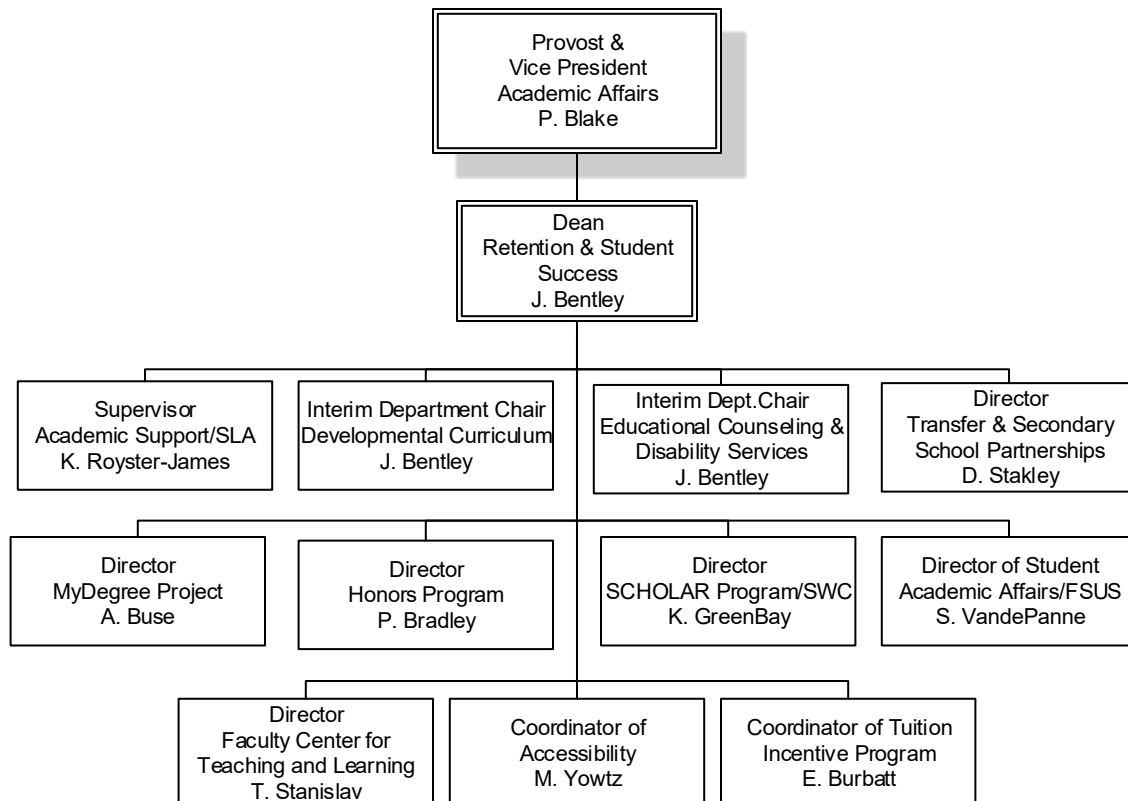 Provost &
Vice President
Academic Affairs
P. Blake
Dean
Retention & Student
Success
J. Bentley
Supervisor
Academic Support/SLA
K. Royster-James
Interim Department Chair
Developmental Curriculum
J. Bentley
Interim Dept.Chair
Educational Counseling &
Disability Services
J. Bentley
Director
Transfer & Secondary
School Partnerships
D. Stakley
Director
MyDegree Project
A. Buse
Director
Honors Program
P. Bradley
Director
SCHOLAR Program/SWC
K. GreenBay
Director of Student
Academic Affairs/FSUS
S. VandePanne
Director
Faculty Center for
Teaching and Learning
T. Stanislav
Coordinator of
Accessibility
M. Yowtz
Coordinator of Tuition
Incentive Program
E. Burbatt